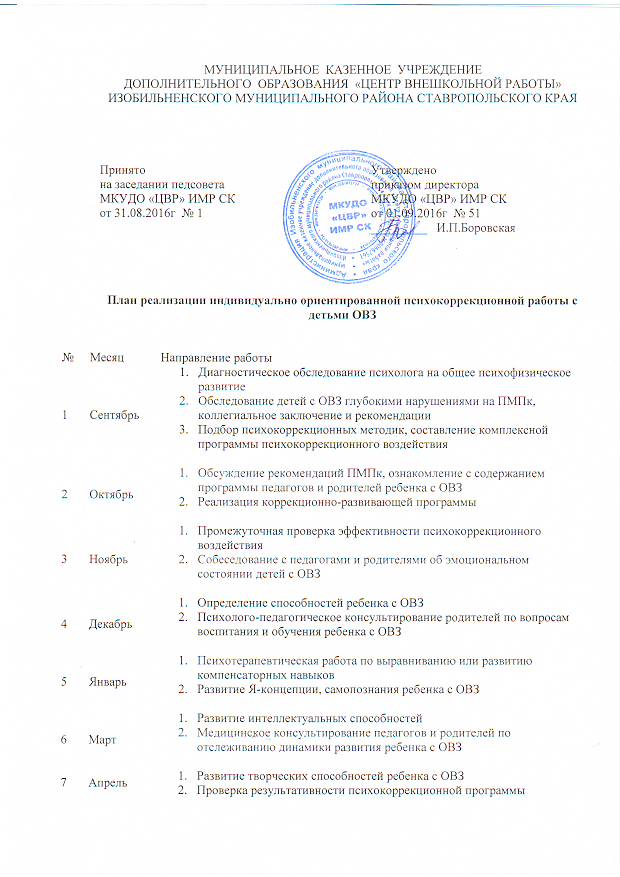 МУНИЦИПАЛЬНОЕ КАЗЕННОЕ УЧРЕЖДЕНИЕ
ДОПОЛНИТЕЛЬНОГО ОБРАЗОВАНИЯ «ЦЕНТР ВНЕШКОЛЬНОЙ РАБОТЫ»
ИЗОБИЛЬНЕНСКОГО МУНИЦИПАЛЬНОГО РАЙОНА СТАВРОПОЛЬСКОГО КРАЯ
Принято
на заседании педсовета
МКУДО «ЦВР» ИМР СК
от 31.08.2016г № 1
Утверждено
приказом директора
МКУДО «ЦВР» ИМР СК
от 01.09.2016г № 51
И.П.Боровская
МКУДО
«ЦВР»
ИМР СК
План реализации индивидуально ориентированной психокоррекционной работы с
детьми ОВЗ
№ Месяц Направление работы
1 Сентябрь
1. Диагностическое обследование психолога на общее психофизическое
развитие
2. Обследование детей с ОВЗ глубокими нарушениями на ПМПк,
коллегиальное заключение и рекомендации
3. Подбор психокоррекционных методик, составление комплексной
программы психокоррекционного воздействия
2 Октябрь
1. Обсуждение рекомендаций ПМПк, ознакомление с содержанием
программы педагогов и родителей ребенка с ОВЗ
2. Реализация коррекционно-развивающей программы
3 Ноябрь
1. Промежуточная проверка эффективности психокоррекционного
воздействия
2. Собеседование с педагогами и родителями об эмоциональном
состоянии детей с ОВЗ
4 Декабрь
1. Определение способностей ребенка с ОВЗ
2. Психолого-педагогическое консультирование родителей по вопросам
воспитания и обучения ребенка с ОВЗ
5 Январь
1. Психотерапевтическая работа по выравниванию или развитию
компенсаторных навыков
2. Развитие Я-концепции, самопознания ребенка с ОВЗ
6 Март
1. Развитие интеллектуальных способностей
2. Медицинское консультирование педагогов и родителей по
отслеживанию динамики развития ребенка с ОВЗ
7 Апрель
1. Развитие творческих способностей ребенка с ОВЗ
2. Проверка результативности психокоррекционной программы